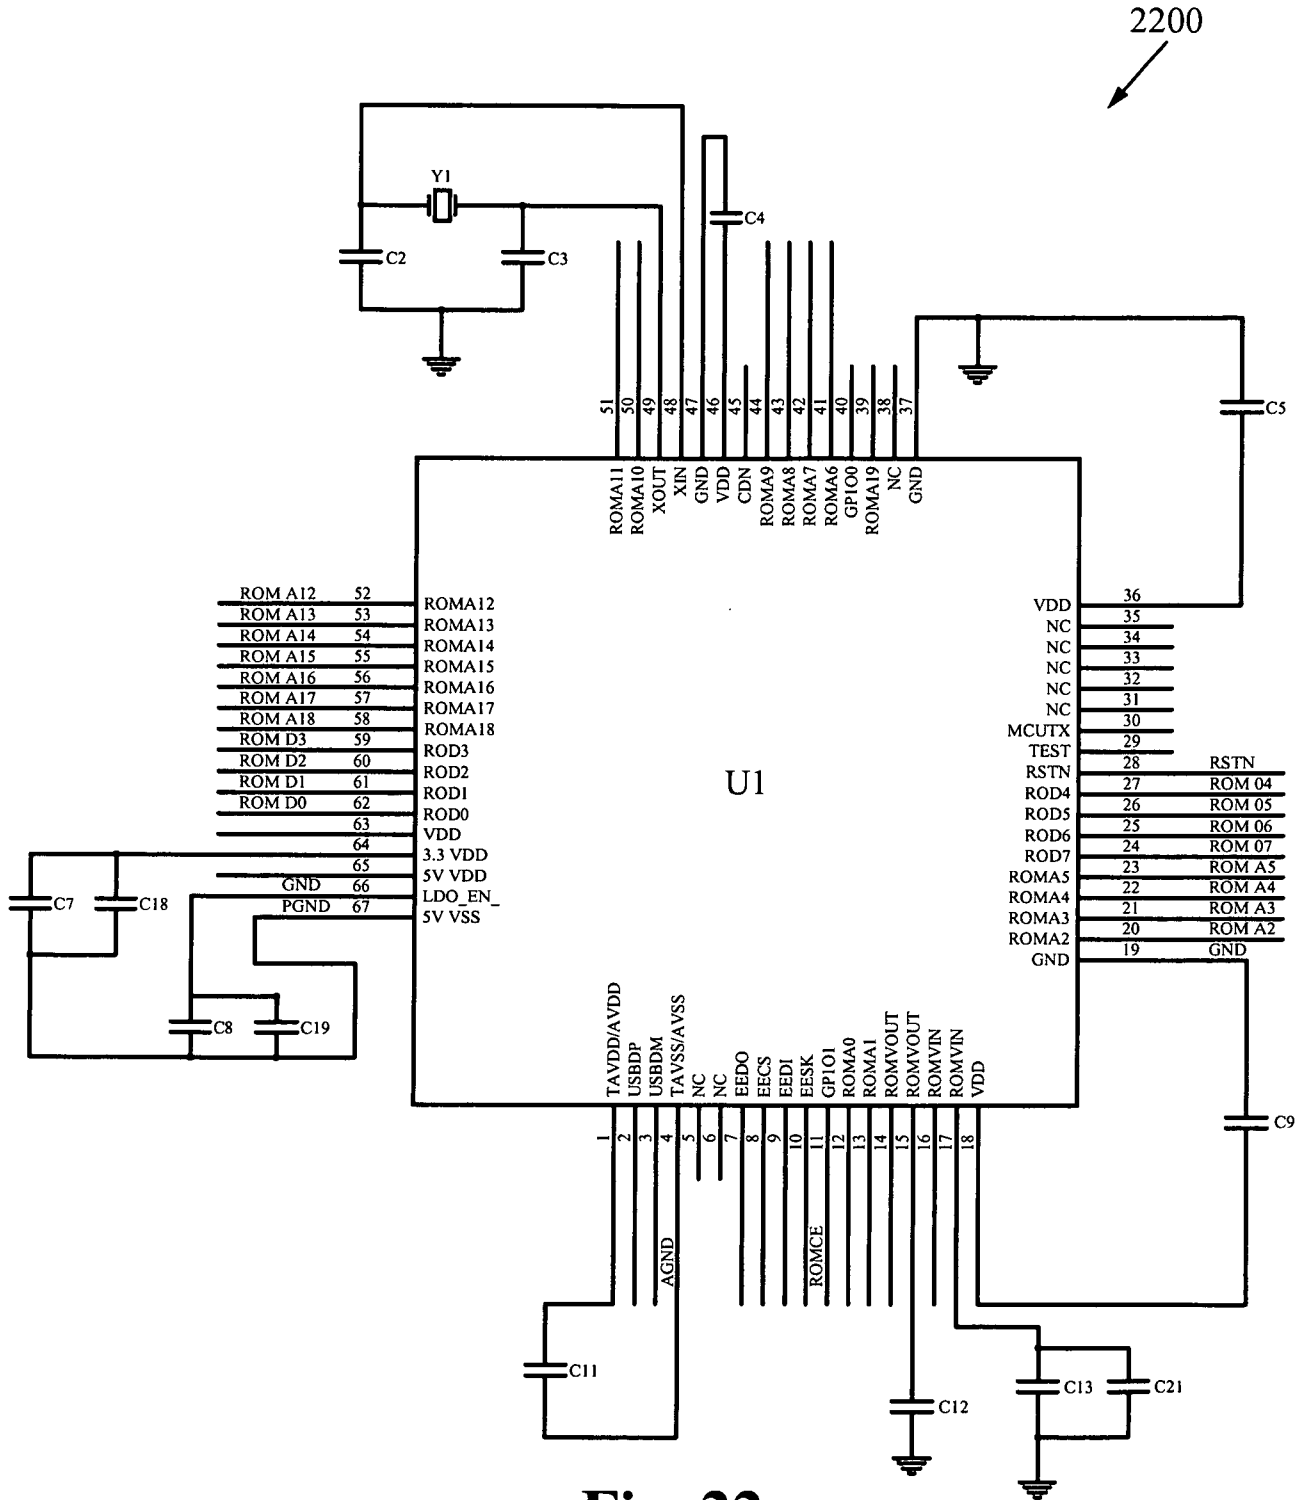 2200
Y1
C4
C2
C3
C5
51
50
49
48
47
46
45
44
43
42
41
40
39
38
37
ROMA11
ROMA10
XOUT
XIN
GND
VDD
CDN
ROMA9
ROMA8
ROMA7
ROMA6
GPIO0
ROMA19
NC
GND
ROM A12 52 ROMA12
ROM A13 53 ROMA13
ROM A14 54 ROMA14
ROM A15 55 ROMA15
ROM A16 56 ROMA16
ROM A17 57 ROMA17
ROM A18 58 ROMA18
ROM D3 59 ROD3
ROM D2 60 ROD2
ROM D1 61 ROD1
ROM D0 62 ROD0
63 VDD
64 3.3 VDD
65 5V VDD
GND 66 LDO_EN_
PGND 67 5V VSS
U1
VDD 36
NC 35
NC 34
NC 33
NC 32
NC 31
MCUTX 30
TEST 29
RSTN 28 RSTN
ROD4 27 ROM 04
ROD5 26 ROM 05
ROD6 25 ROM 06
ROD7 24 ROM 07
ROMA5 23 ROM A5
ROMA4 22 ROM A4
ROMA3 21 ROM A3
ROMA2 20 ROM A2
GND 19 GND
C7
C18
C8
C19
TAVDD/AVDD
USBDP
USBDM
TAVSS/AVSS
NC
NC
EEDO
EECS
EEDI
EESK
GPIO1
ROMA0
ROMA1
ROMVOUT
ROMVOUT
ROMVIN
ROMVIN
VDD
1
2
3
4
5
6
7
8
9
10
11
12
13
14
15
16
17
18
C9
AGND
ROMCE
C11
C12
C13
C21
Fig. 22